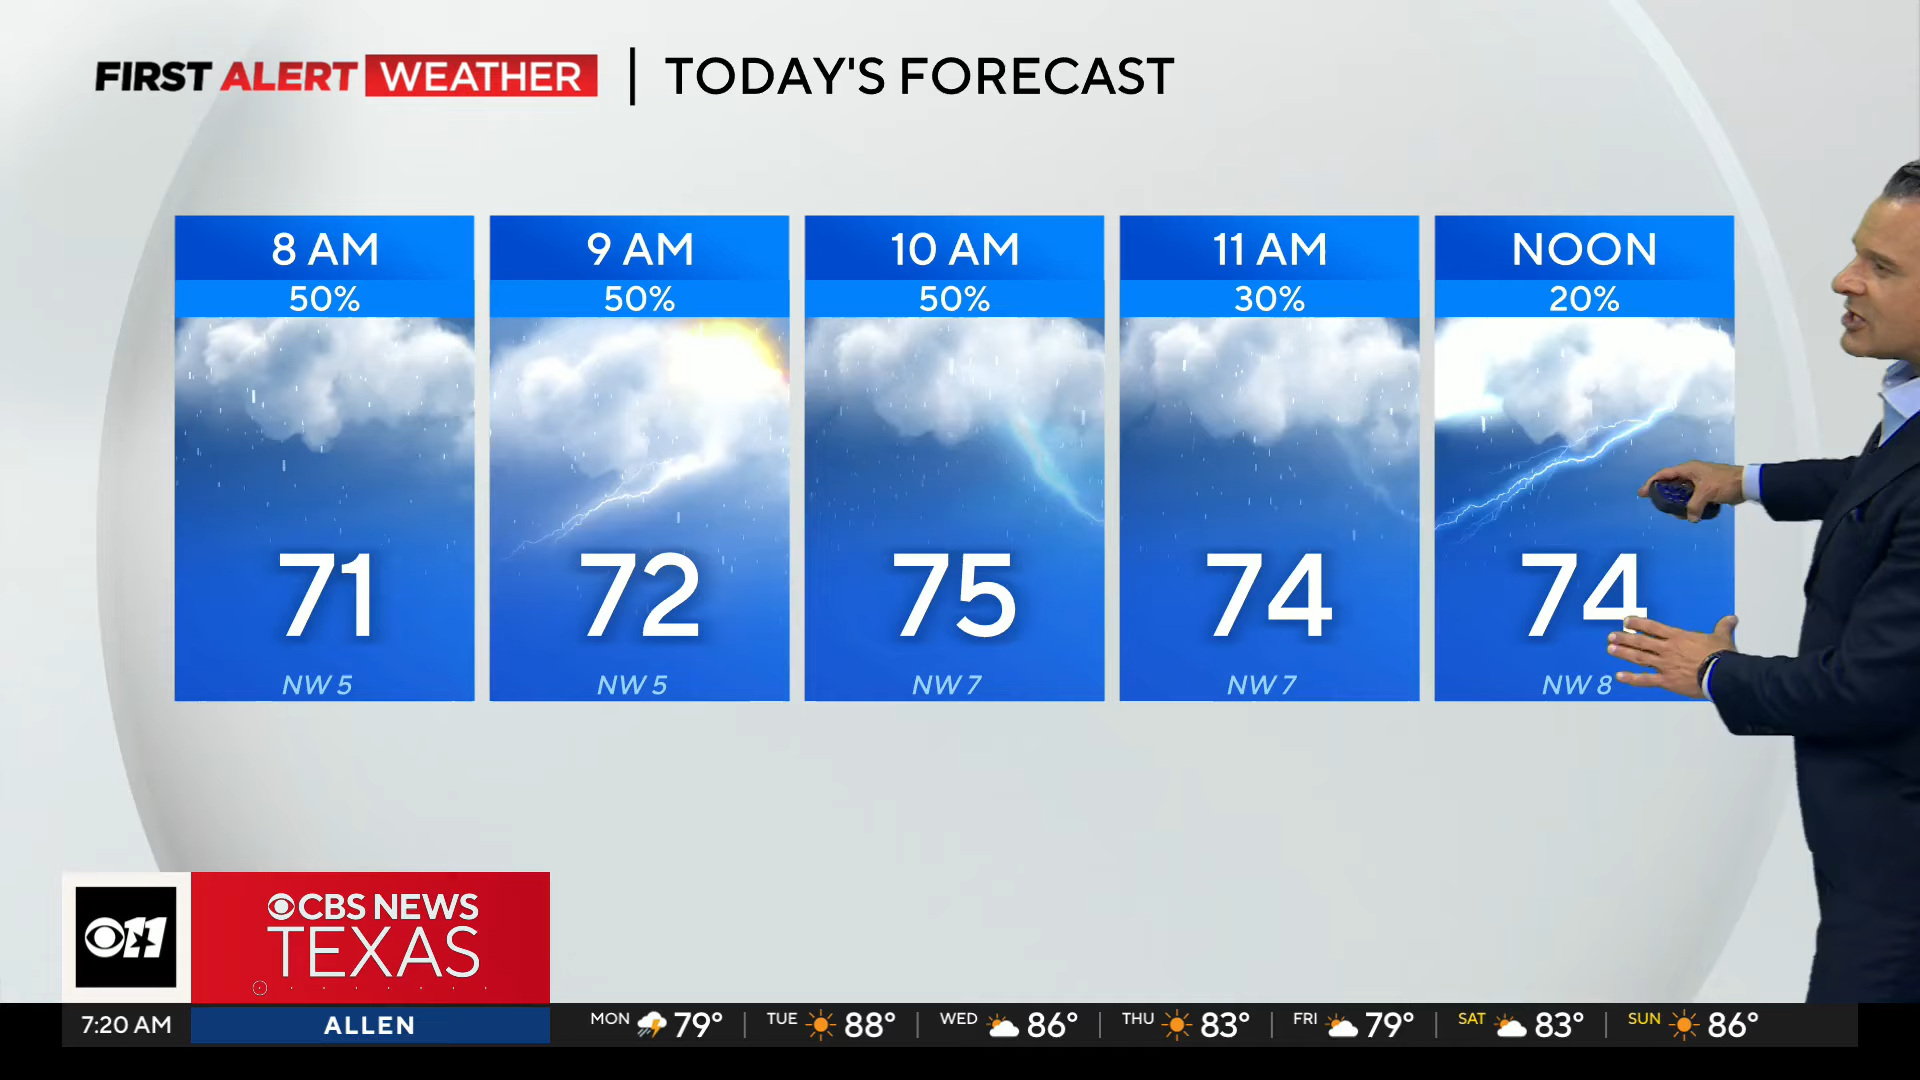 FIRST ALERT WEATHER | TODAY'S FORECAST
8 AM
50%
71
NW 5
9 AM
50%
72
NW 5
10 AM
50%
75
NW 7
11 AM
30%
74
NW 7
NOON
20%
74
NW 8
11
CBS NEWS
TEXAS
7:20 AM
ALLEN
MON 79° | TUE 88° | WED 86° | THU 83° | FRI 79° | SAT 83° | SUN 86°